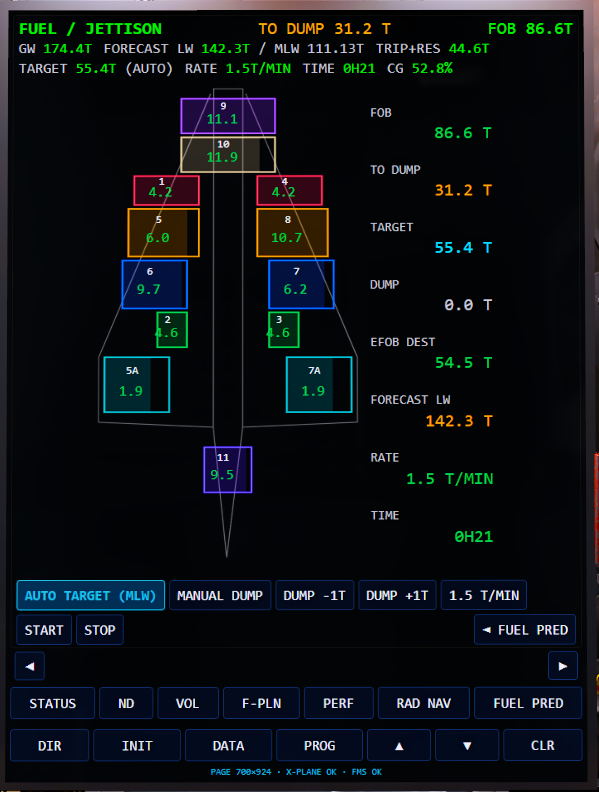 FUEL / JETTISON TO DUMP 31.2 T FOB 86.6T
GW 174.4T FORECAST LW 142.3T / MLW 111.13T TRIP+RES 44.6T
TARGET 55.4T (AUTO) RATE 1.5T/MIN TIME 0H21 CG 52.8%
9
11.1
10
11.9
1
4.2
4
4.2
5
6.0
8
10.7
6
9.7
7
6.2
2
4.6
3
4.6
5A
1.9
7A
1.9
11
9.5
FOB
86.6 T
TO DUMP
31.2 T
TARGET
55.4 T
DUMP
0.0 T
EFOB DEST
54.5 T
FORECAST LW
142.3 T
RATE
1.5 T/MIN
TIME
0H21
AUTO TARGET (MLW) MANUAL DUMP DUMP -1T DUMP +1T 1.5 T/MIN
START STOP ◄ FUEL PRED
◄ ►
STATUS ND VOL F-PLN PERF RAD NAV FUEL PRED
DIR INIT DATA PROG ▲ ▼ CLR
PAGE 700×924 · X-PLANE OK · FMS OK